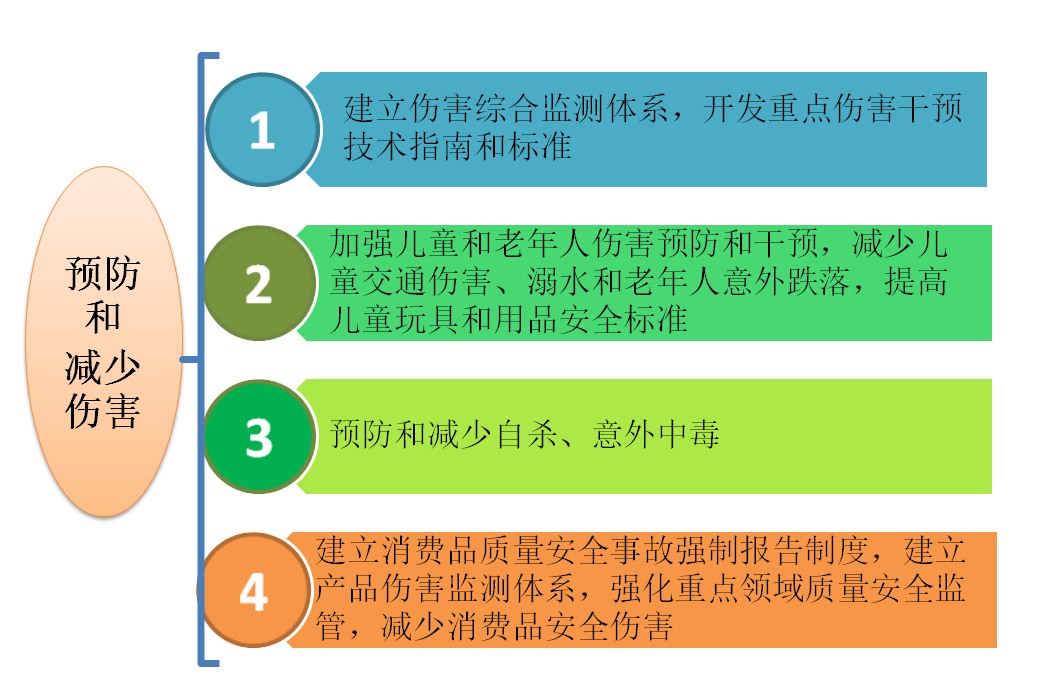 预防
和
减少
伤害
1
建立伤害综合监测体系，开发重点伤害干预
技术指南和标准
2
加强儿童和老年人伤害预防和干预，减少儿
童交通伤害、溺水和老年人意外跌落，提高
儿童玩具和用品安全标准
3
预防和减少自杀、意外中毒
4
建立消费品质量安全事故强制报告制度，建立
产品伤害监测体系，强化重点领域质量安全监
管，减少消费品安全伤害